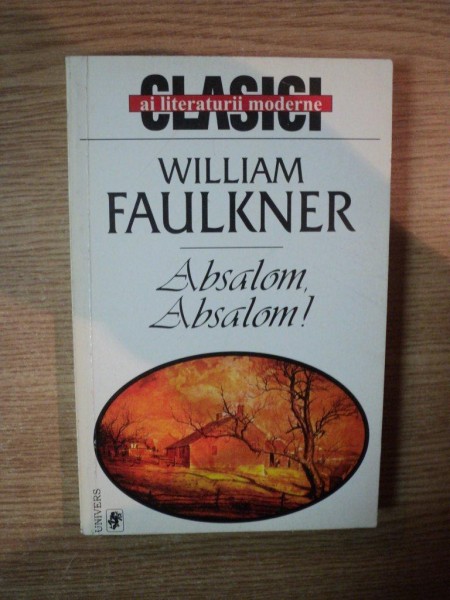 CLASICI
ai literaturii moderne
WILLIAM
FAULKNER
Absalom,
Absalom!
UNIVERS